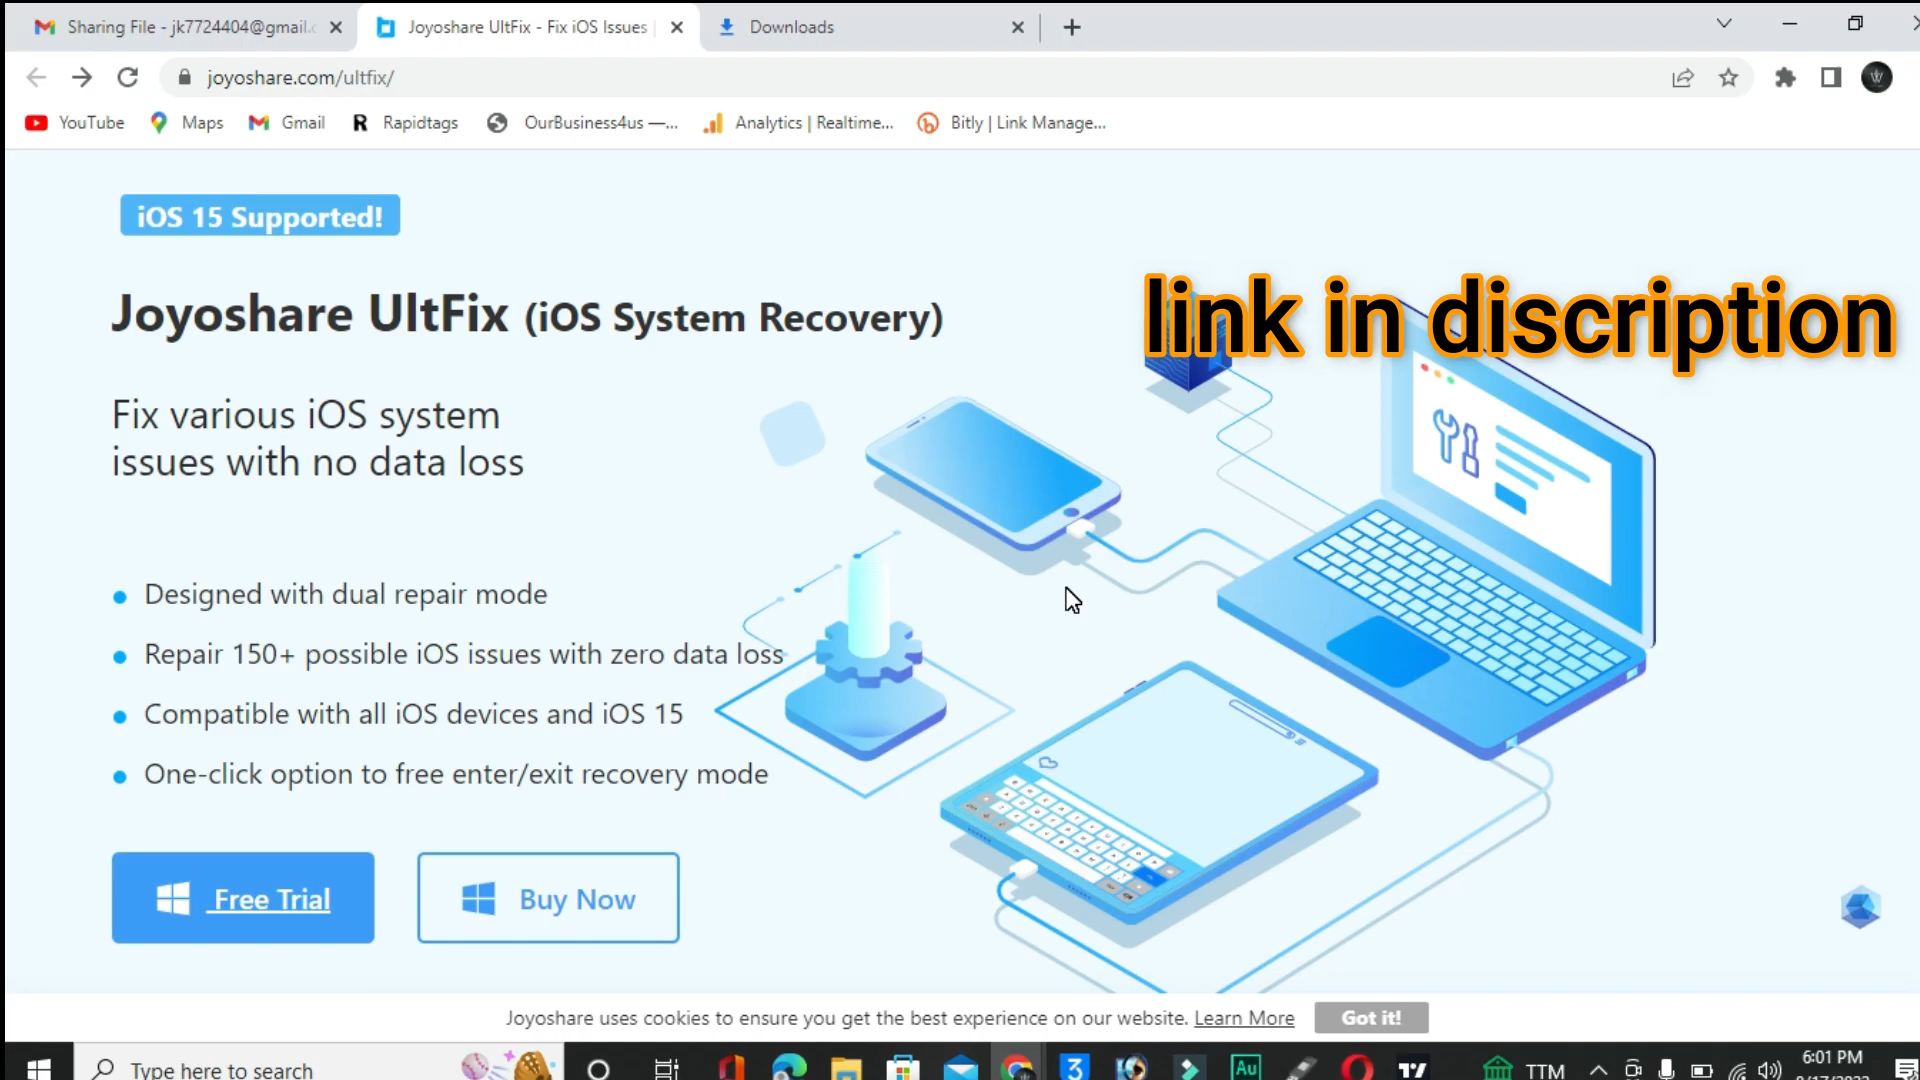 Sharing File - jk7724404@gmail.c
Joyoshare UltFix - Fix iOS Issues
Downloads
joyoshare.com/ultfix/
YouTube
Maps
Gmail
Rapidtags
OurBusiness4us —...
Analytics | Realtime...
Bitly | Link Manage...
iOS 15 Supported!
Joyoshare UltFix (iOS System Recovery)
link in discription
Fix various iOS system
issues with no data loss
Designed with dual repair mode
Repair 150+ possible iOS issues with zero data loss
Compatible with all iOS devices and iOS 15
One-click option to free enter/exit recovery mode
Free Trial
Buy Now
Joyoshare uses cookies to ensure you get the best experience on our website. Learn More
Got it!
Type here to search
3
Au
TTM
6:01 PM